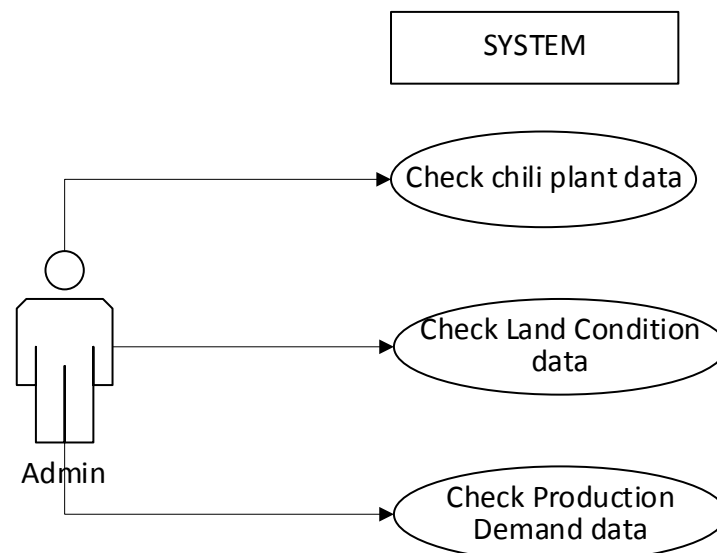 SYSTEM
Check chili plant data
Check Land Condition
data
Admin
Check Production
Demand data